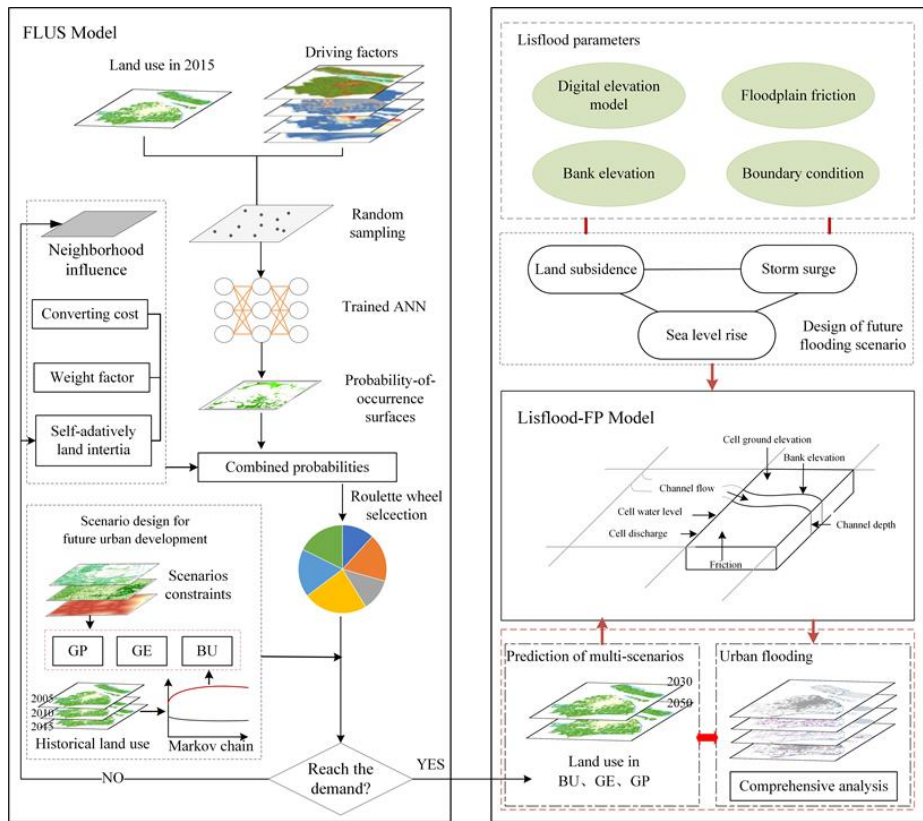 FLUS Model
Land use in 2015
Driving factors
Random
sampling
Neighborhood
influence
Converting cost
Trained ANN
Weight factor
Probability-of-
occurrence
surfaces
Self-adatively
land intertia
Combined probabilities
Roulette wheel
selcection
Scenario design for
future urban development
Scenarios
constraints
GP
GE
BU
2005
2010
2015
Historical land use
Markov chain
NO
Reach the
demand?
YES
Lisflood parameters
Digital elevation
model
Floodplain friction
Bank elevation
Boundary condition
Land subsidence
Storm surge
Sea level rise
Design of future
flooding scenario
Lisflood-FP Model
Cell ground elevation
Bank elevation
Channel flow
Cell water level
Channel depth
Cell discharge
Friction
Prediction of multi-scenarios
2030
2050
Land use in
BU、GE、GP
Urban flooding
Comprehensive analysis